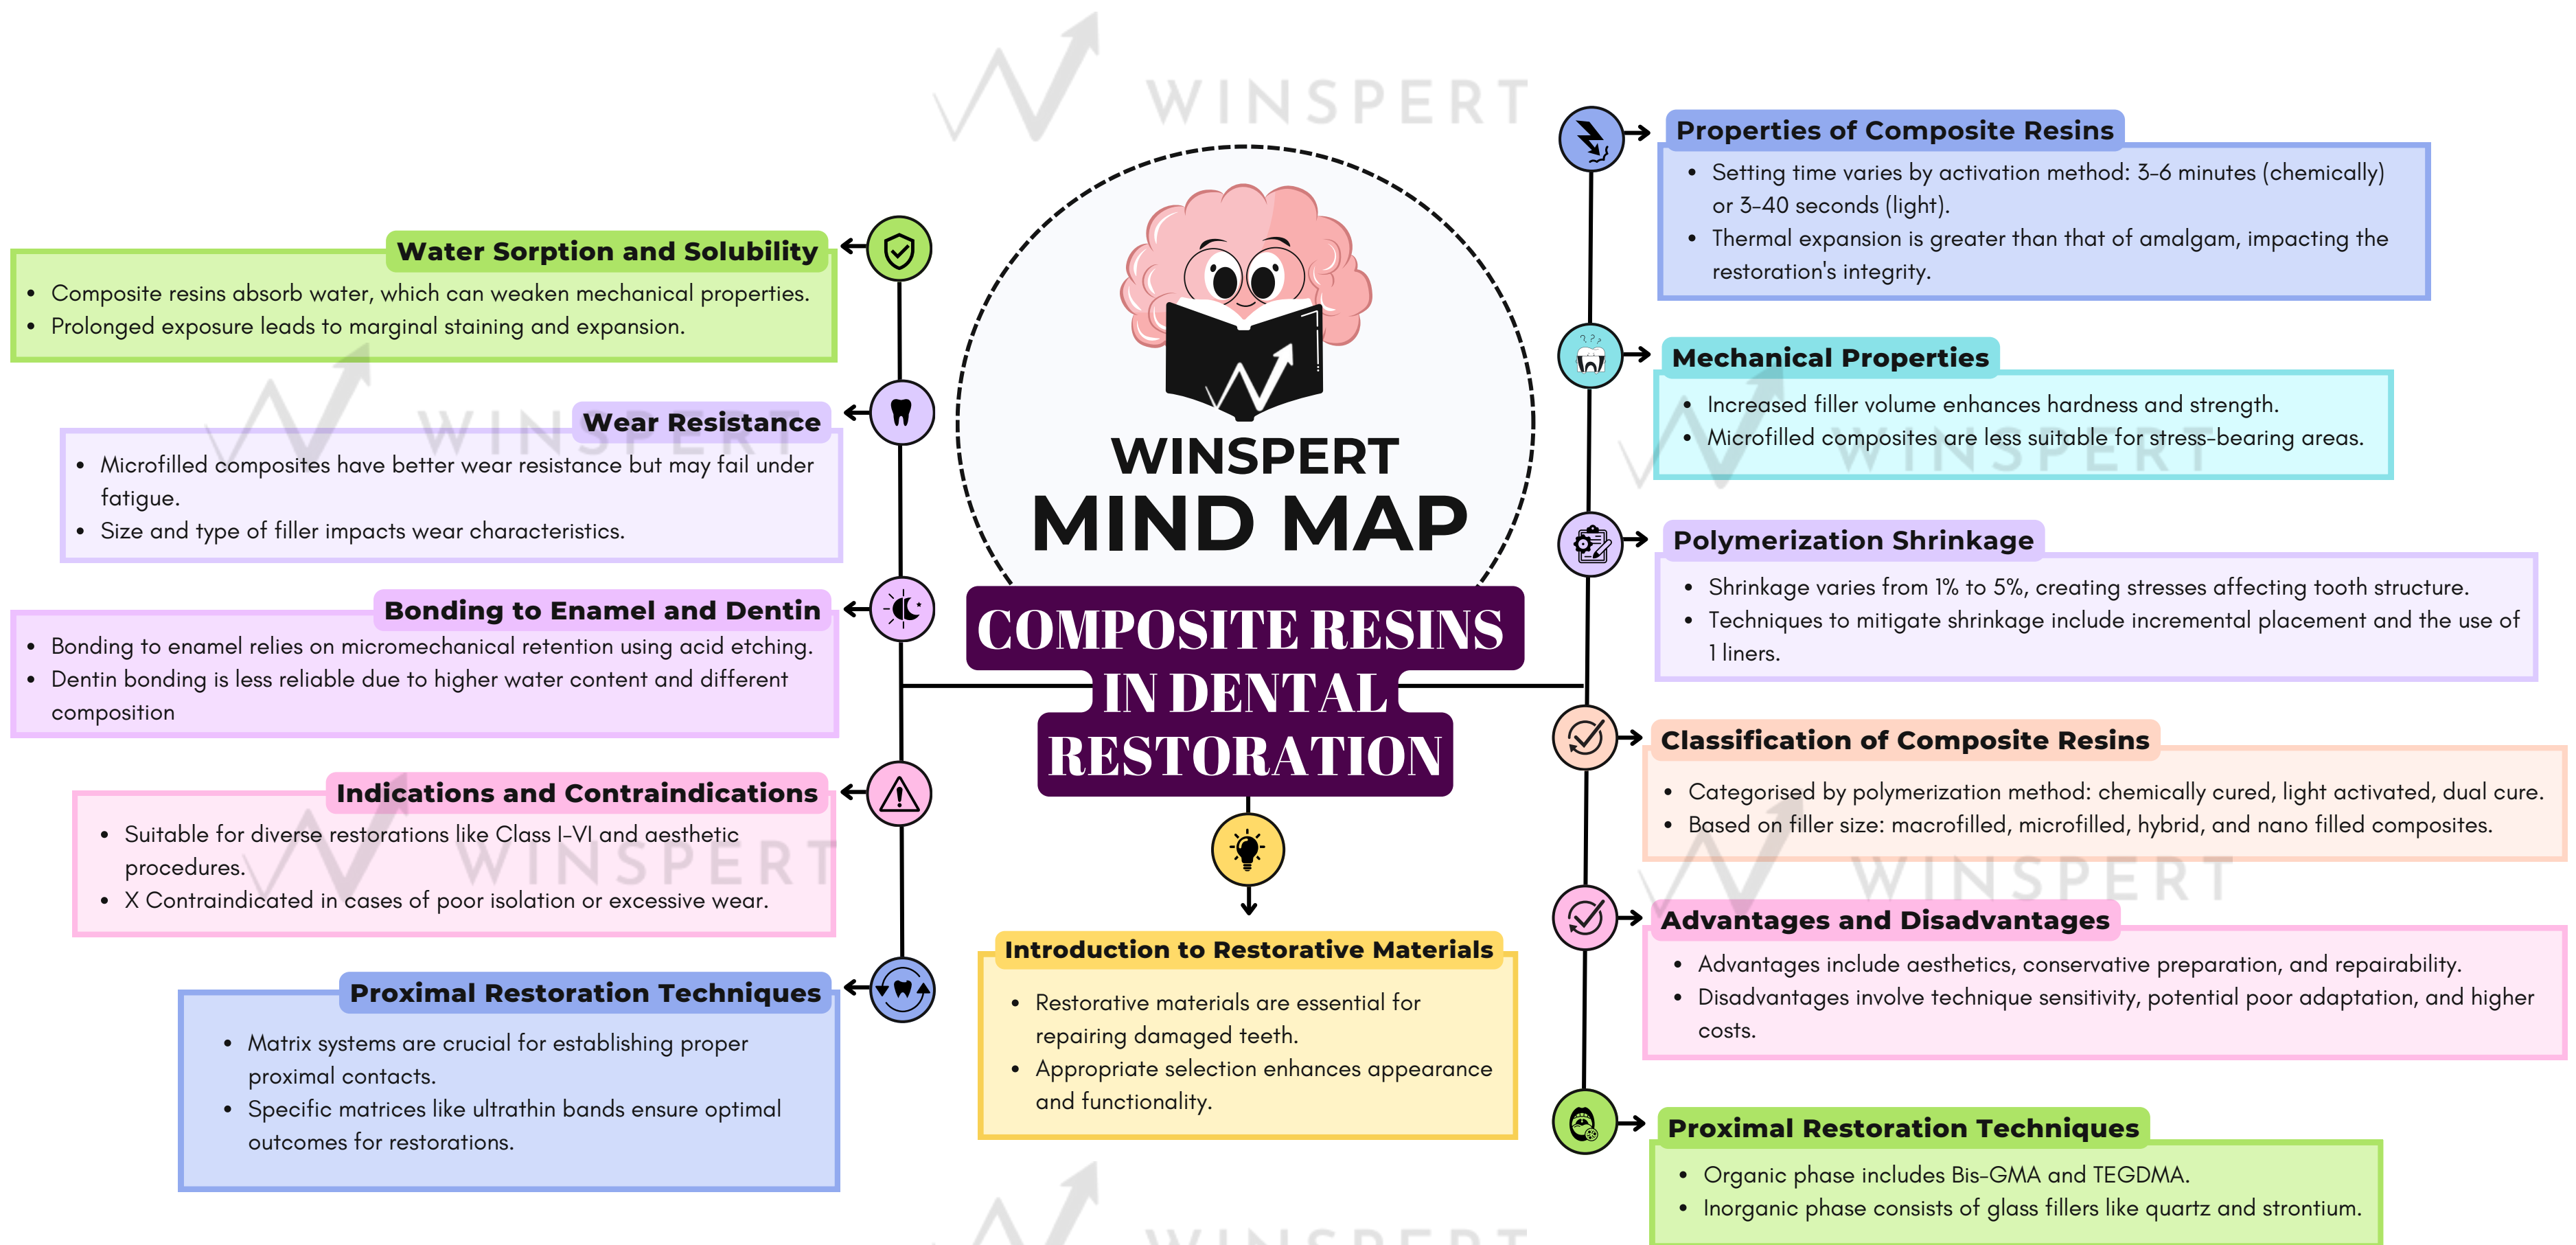 WINSPERT
WINSPERT
MIND MAP
COMPOSITE RESINS
IN DENTAL
RESTORATION
Water Sorption and Solubility
• Composite resins absorb water, which can weaken mechanical properties.
• Prolonged exposure leads to marginal staining and expansion.
WINSPERT
Wear Resistance
• Microfilled composites have better wear resistance but may fail under
fatigue.
• Size and type of filler impacts wear characteristics.
Bonding to Enamel and Dentin
• Bonding to enamel relies on micromechanical retention using acid etching.
• Dentin bonding is less reliable due to higher water content and different
composition
Indications and Contraindications
• Suitable for diverse restorations like Class I-VI and aesthetic
procedures.
• X Contraindicated in cases of poor isolation or excessive wear.
WINSPERT
Proximal Restoration Techniques
• Matrix systems are crucial for establishing proper
proximal contacts.
• Specific matrices like ultrathin bands ensure optimal
outcomes for restorations.
Introduction to Restorative Materials
• Restorative materials are essential for
repairing damaged teeth.
• Appropriate selection enhances appearance
and functionality.
WINSPERT
Properties of Composite Resins
• Setting time varies by activation method: 3-6 minutes (chemically)
or 3-40 seconds (light).
• Thermal expansion is greater than that of amalgam, impacting the
restoration's integrity.
Mechanical Properties
• Increased filler volume enhances hardness and strength.
• Microfilled composites are less suitable for stress-bearing areas.
WINSPERT
Polymerization Shrinkage
• Shrinkage varies from 1% to 5%, creating stresses affecting tooth structure.
• Techniques to mitigate shrinkage include incremental placement and the use of
1 liners.
Classification of Composite Resins
• Categorised by polymerization method: chemically cured, light activated, dual cure.
• Based on filler size: macrofilled, microfilled, hybrid, and nano filled composites.
WINSPERT
Advantages and Disadvantages
• Advantages include aesthetics, conservative preparation, and repairability.
• Disadvantages involve technique sensitivity, potential poor adaptation, and higher
costs.
Proximal Restoration Techniques
• Organic phase includes Bis-GMA and TEGDMA.
• Inorganic phase consists of glass fillers like quartz and strontium.